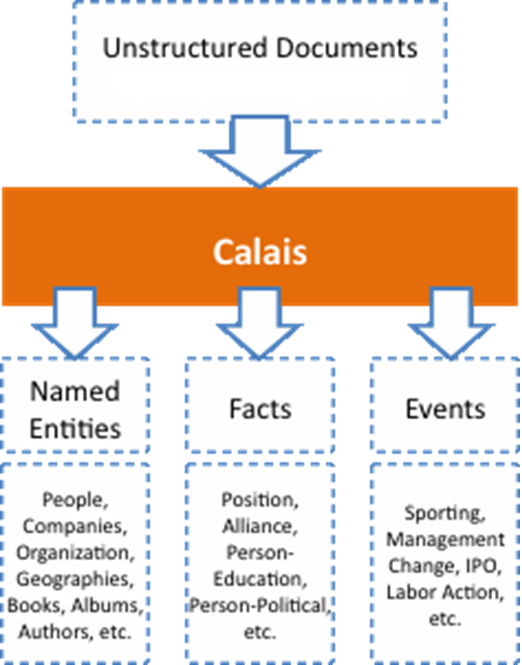 Unstructured Documents
Calais
Named
Entities
Facts
Events
People,
Companies,
Organization,
Geographies,
Books, Albums,
Authors, etc.
Position,
Alliance,
Person-
Education,
Person-Political,
etc.
Sporting,
Management
Change, IPO,
Labor Action,
etc.